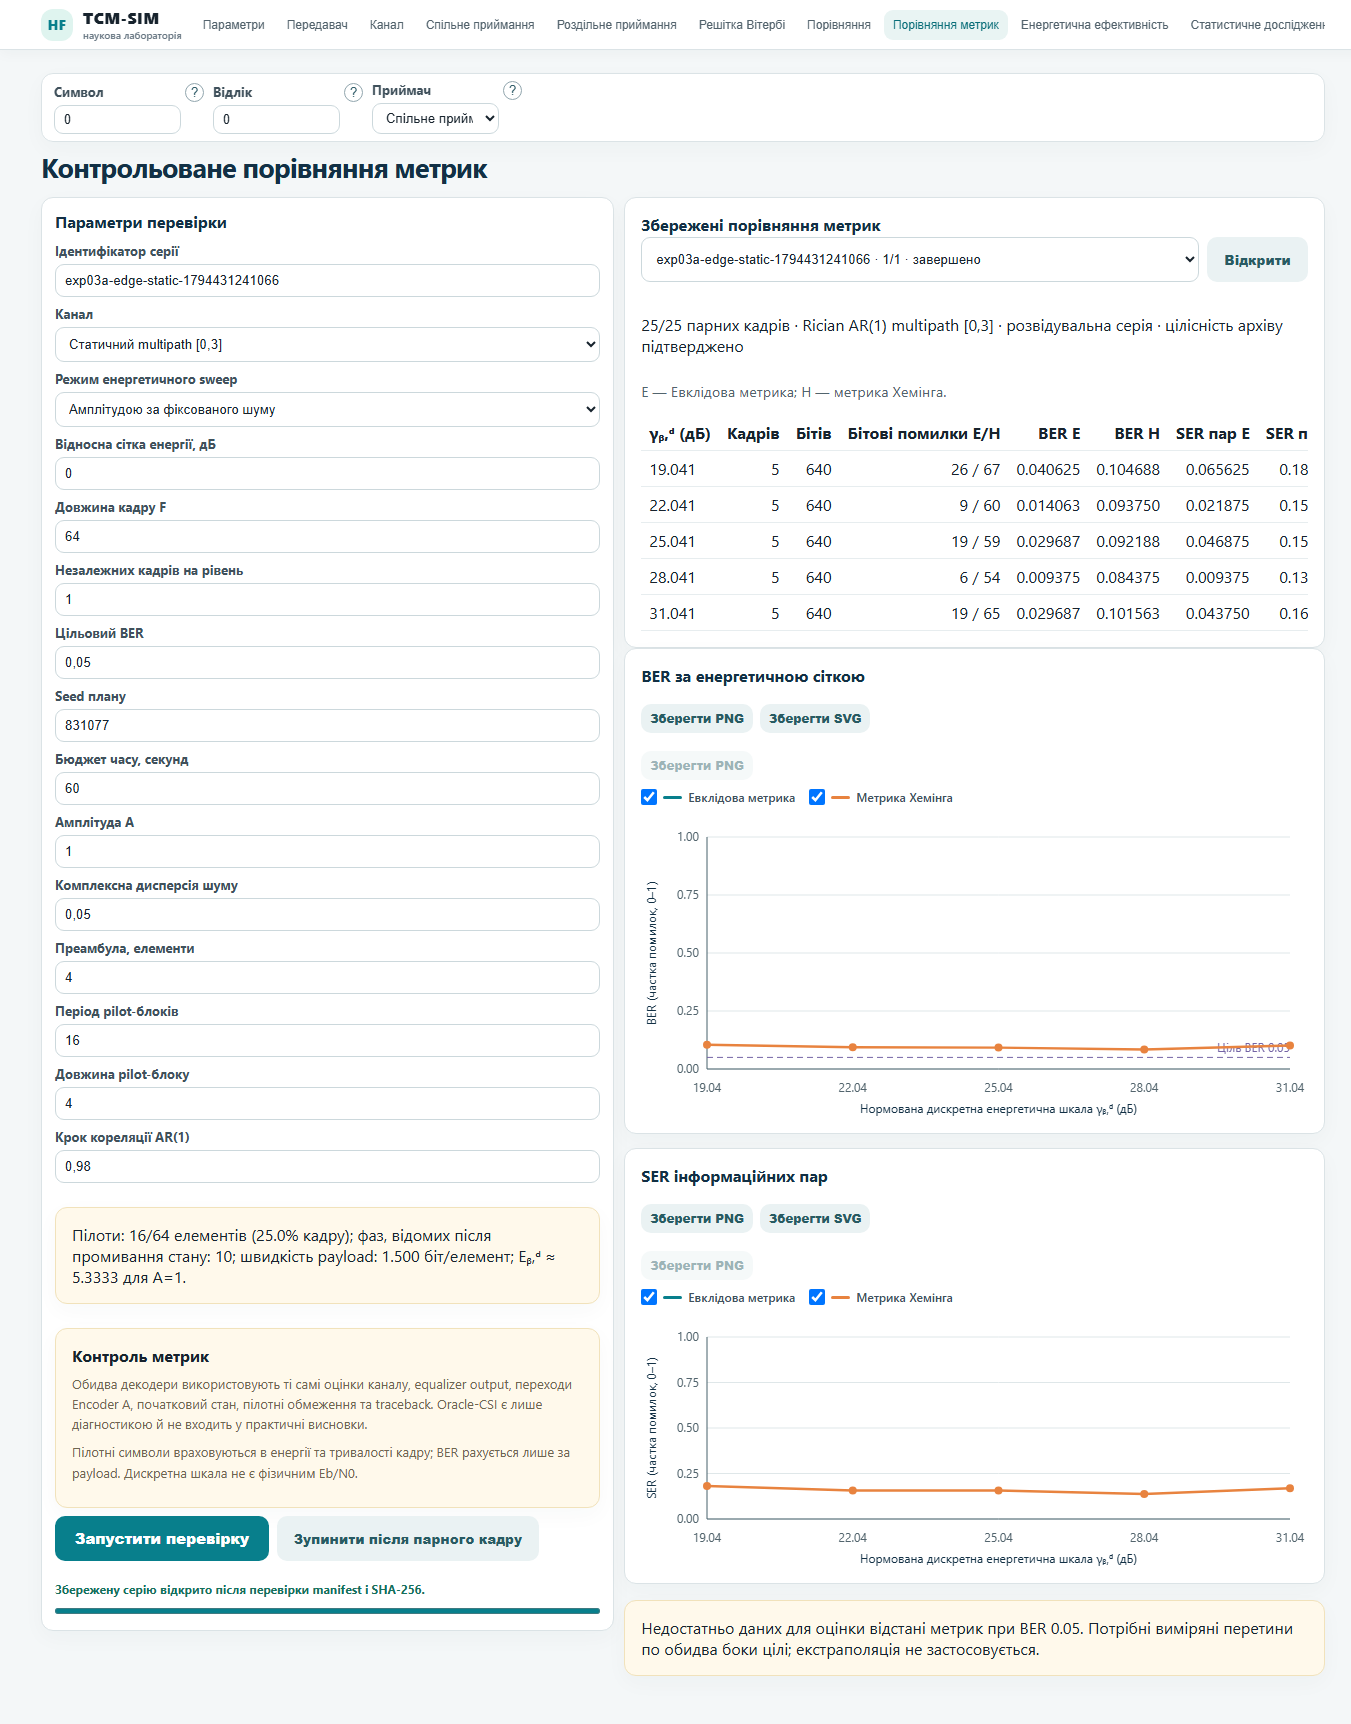 HF
TCM-SIM
наукова лабораторія
Параметри
Передавач
Канал
Спільне приймання
Роздільне приймання
Решітка Вітербі
Порівняння
Порівняння метрик
Енергетична ефективність
Статистичне дослідженн
Символ
?
Відлік
?
Приймач
?
0
0
Спільне прийм
Контрольоване порівняння метрик
Параметри перевірки
Ідентифікатор серії
exp03a-edge-static-1794431241066
Канал
Статичний multipath [0,3]
Режим енергетичного sweep
Амплітудою за фіксованого шуму
Відносна сітка енергії, дБ
0
Довжина кадру F
64
Незалежних кадрів на рівень
1
Цільовий BER
0,05
Seed плану
831077
Бюджет часу, секунд
60
Амплітуда A
1
Комплексна дисперсія шуму
0,05
Преамбула, елементи
4
Період pilot-блоків
16
Довжина pilot-блоку
4
Крок кореляції AR(1)
0,98
Пілоти: 16/64 елементів (25.0% кадру); фаз, відомих після
промивання стану: 10; швидкість payload: 1.500 біт/елемент; Eᵦ,ᵈ ≈
5.3333 для A=1.
Контроль метрик
Обидва декодери використовують ті самі оцінки каналу, equalizer output, переходи
Encoder A, початковий стан, пілотні обмеження та traceback. Oracle-CSI є лише
діагностикою й не входить у практичні висновки.
Пілотні символи враховуються в енергії та тривалості кадру; BER рахується лише за
payload. Дискретна шкала не є фізичним Eb/N0.
Запустити перевірку
Зупинити після парного кадру
Збережену серію відкрито після перевірки manifest і SHA-256.
Збережені порівняння метрик
exp03a-edge-static-1794431241066 · 1/1 · завершено
Відкрити
25/25 парних кадрів · Rician AR(1) multipath [0,3] · розвідувальна серія · цілісність архіву
підтверджено
E — Евклідова метрика; H — метрика Хемінга.
γᵦ,ᵈ (дБ) Кадрів Бітів Бітові помилки E/H BER E BER H SER пар E SER п
19.041 5 640 26 / 67 0.040625 0.104688 0.065625 0.18
22.041 5 640 9 / 60 0.014063 0.093750 0.021875 0.15
25.041 5 640 19 / 59 0.029687 0.092188 0.046875 0.15
28.041 5 640 6 / 54 0.009375 0.084375 0.009375 0.13
31.041 5 640 19 / 65 0.029687 0.101563 0.043750 0.16
BER за енергетичною сіткою
Зберегти PNG
Зберегти SVG
Зберегти PNG
Евклідова метрика
Метрика Хемінга
BER (частка помилок, 0–1)
1.00
0.75
0.50
0.25
0.00
Ціль BER 0.05
19.04 22.04 25.04 28.04 31.04
Нормована дискретна енергетична шкала γᵦ,ᵈ (дБ)
SER інформаційних пар
Зберегти PNG
Зберегти SVG
Зберегти PNG
Евклідова метрика
Метрика Хемінга
SER (частка помилок, 0–1)
1.00
0.75
0.50
0.25
0.00
19.04 22.04 25.04 28.04 31.04
Нормована дискретна енергетична шкала γᵦ,ᵈ (дБ)
Недостатньо даних для оцінки відстані метрик при BER 0.05. Потрібні виміряні перетини
по обидва боки цілі; екстраполяція не застосовується.